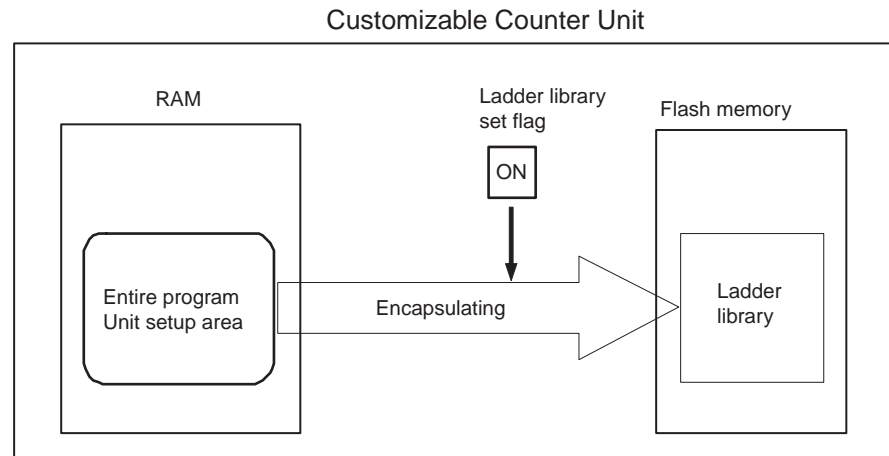 Customizable Counter Unit
RAM
Ladder library
set flag
Flash memory
ON
Entire program
Unit setup area
Encapsulating
Ladder
library